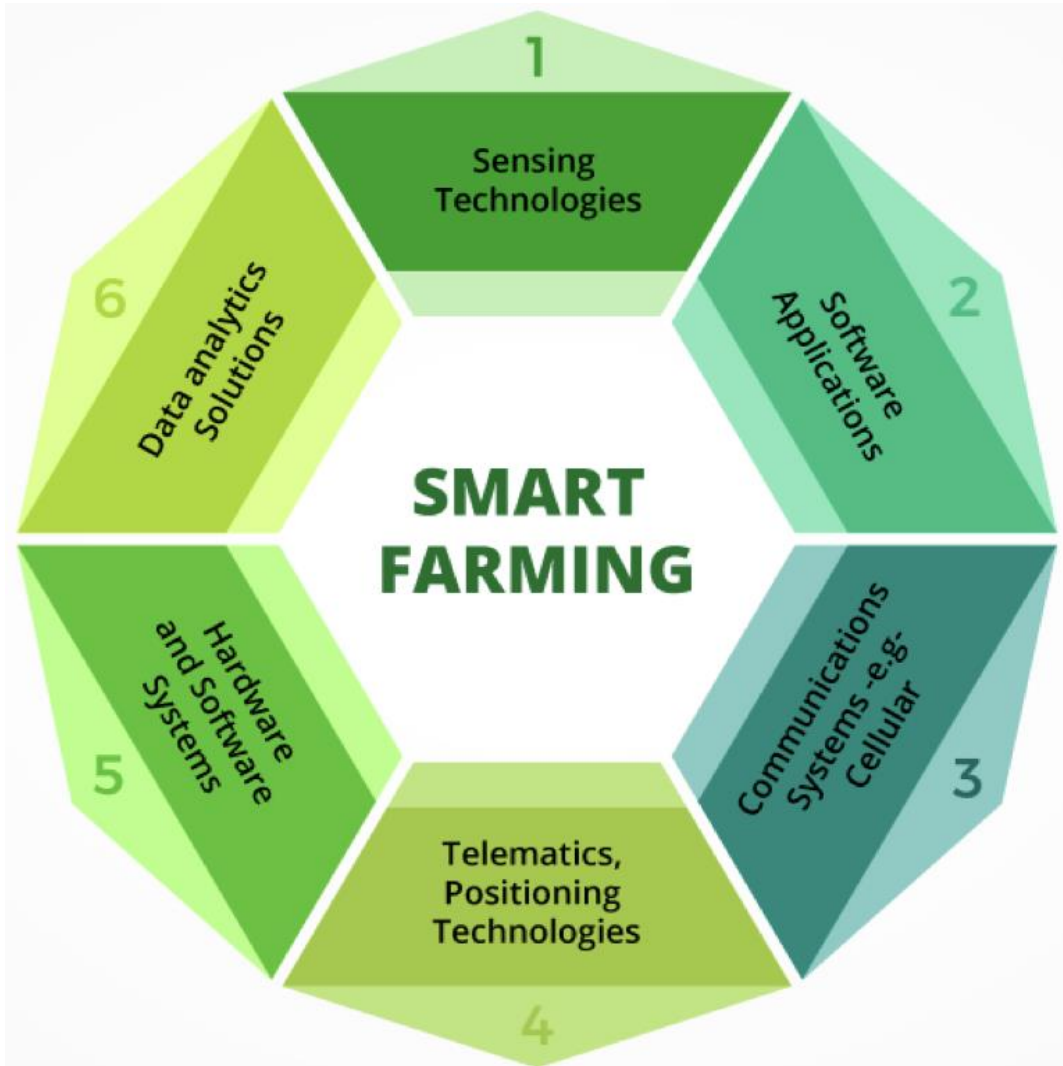 1
Sensing
Technologies
2
Software
Applications
3
Communications
Systems -e.g-
Cellular
4
Telematics,
Positioning
Technologies
5
Hardware
and Software
Systems
6
Data analytics
Solutions
SMART
FARMING